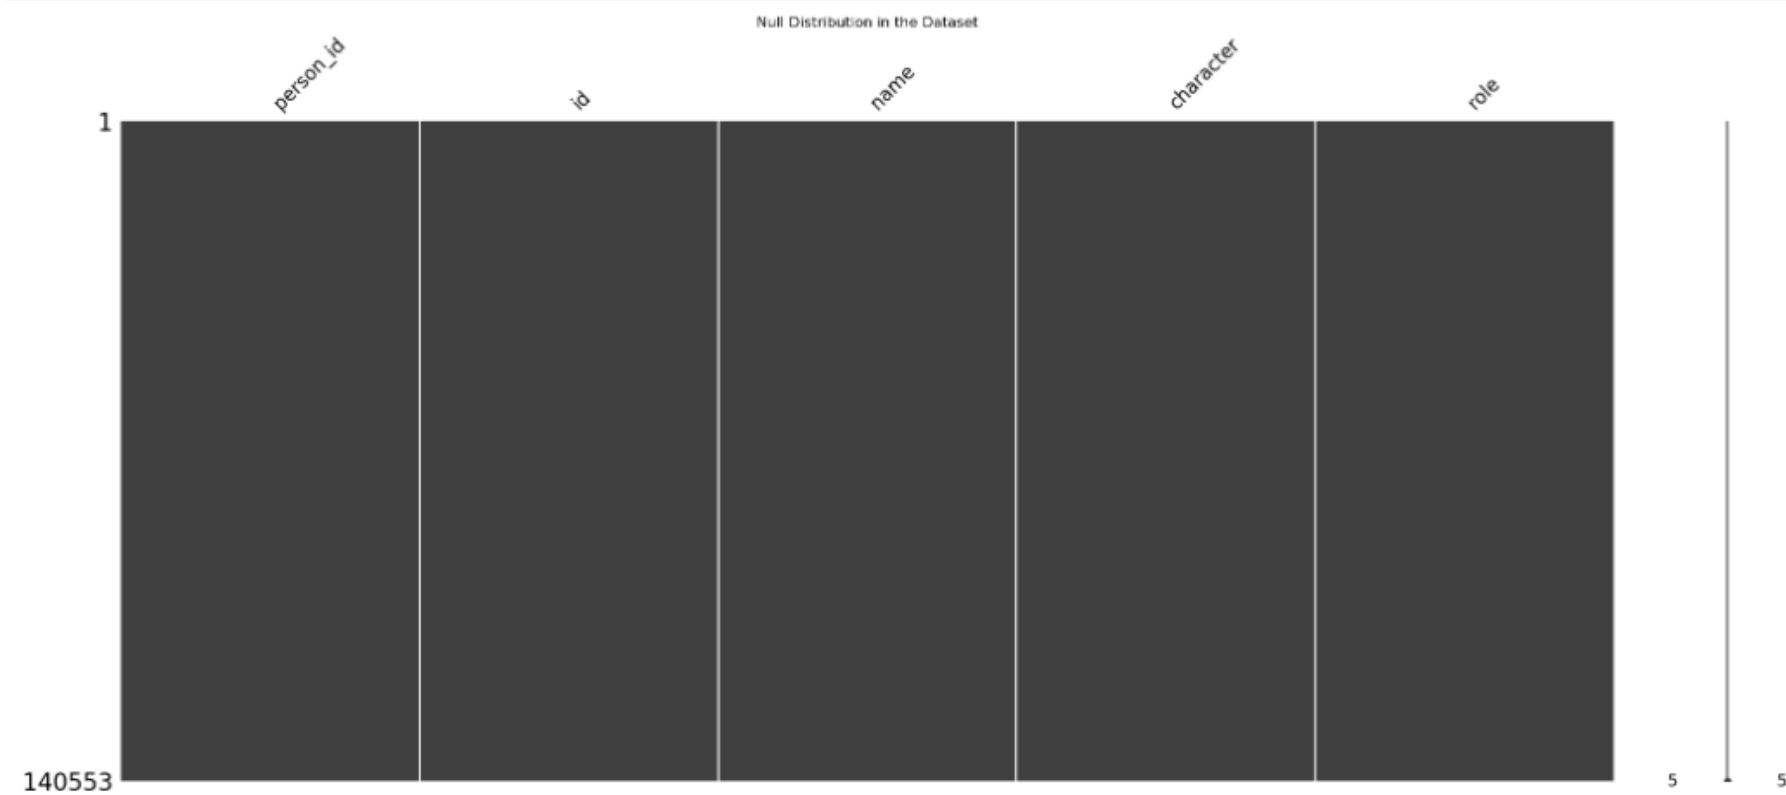 Null Distribution in the Dataset
person_id
id
name
character
role
1
140553
5
5